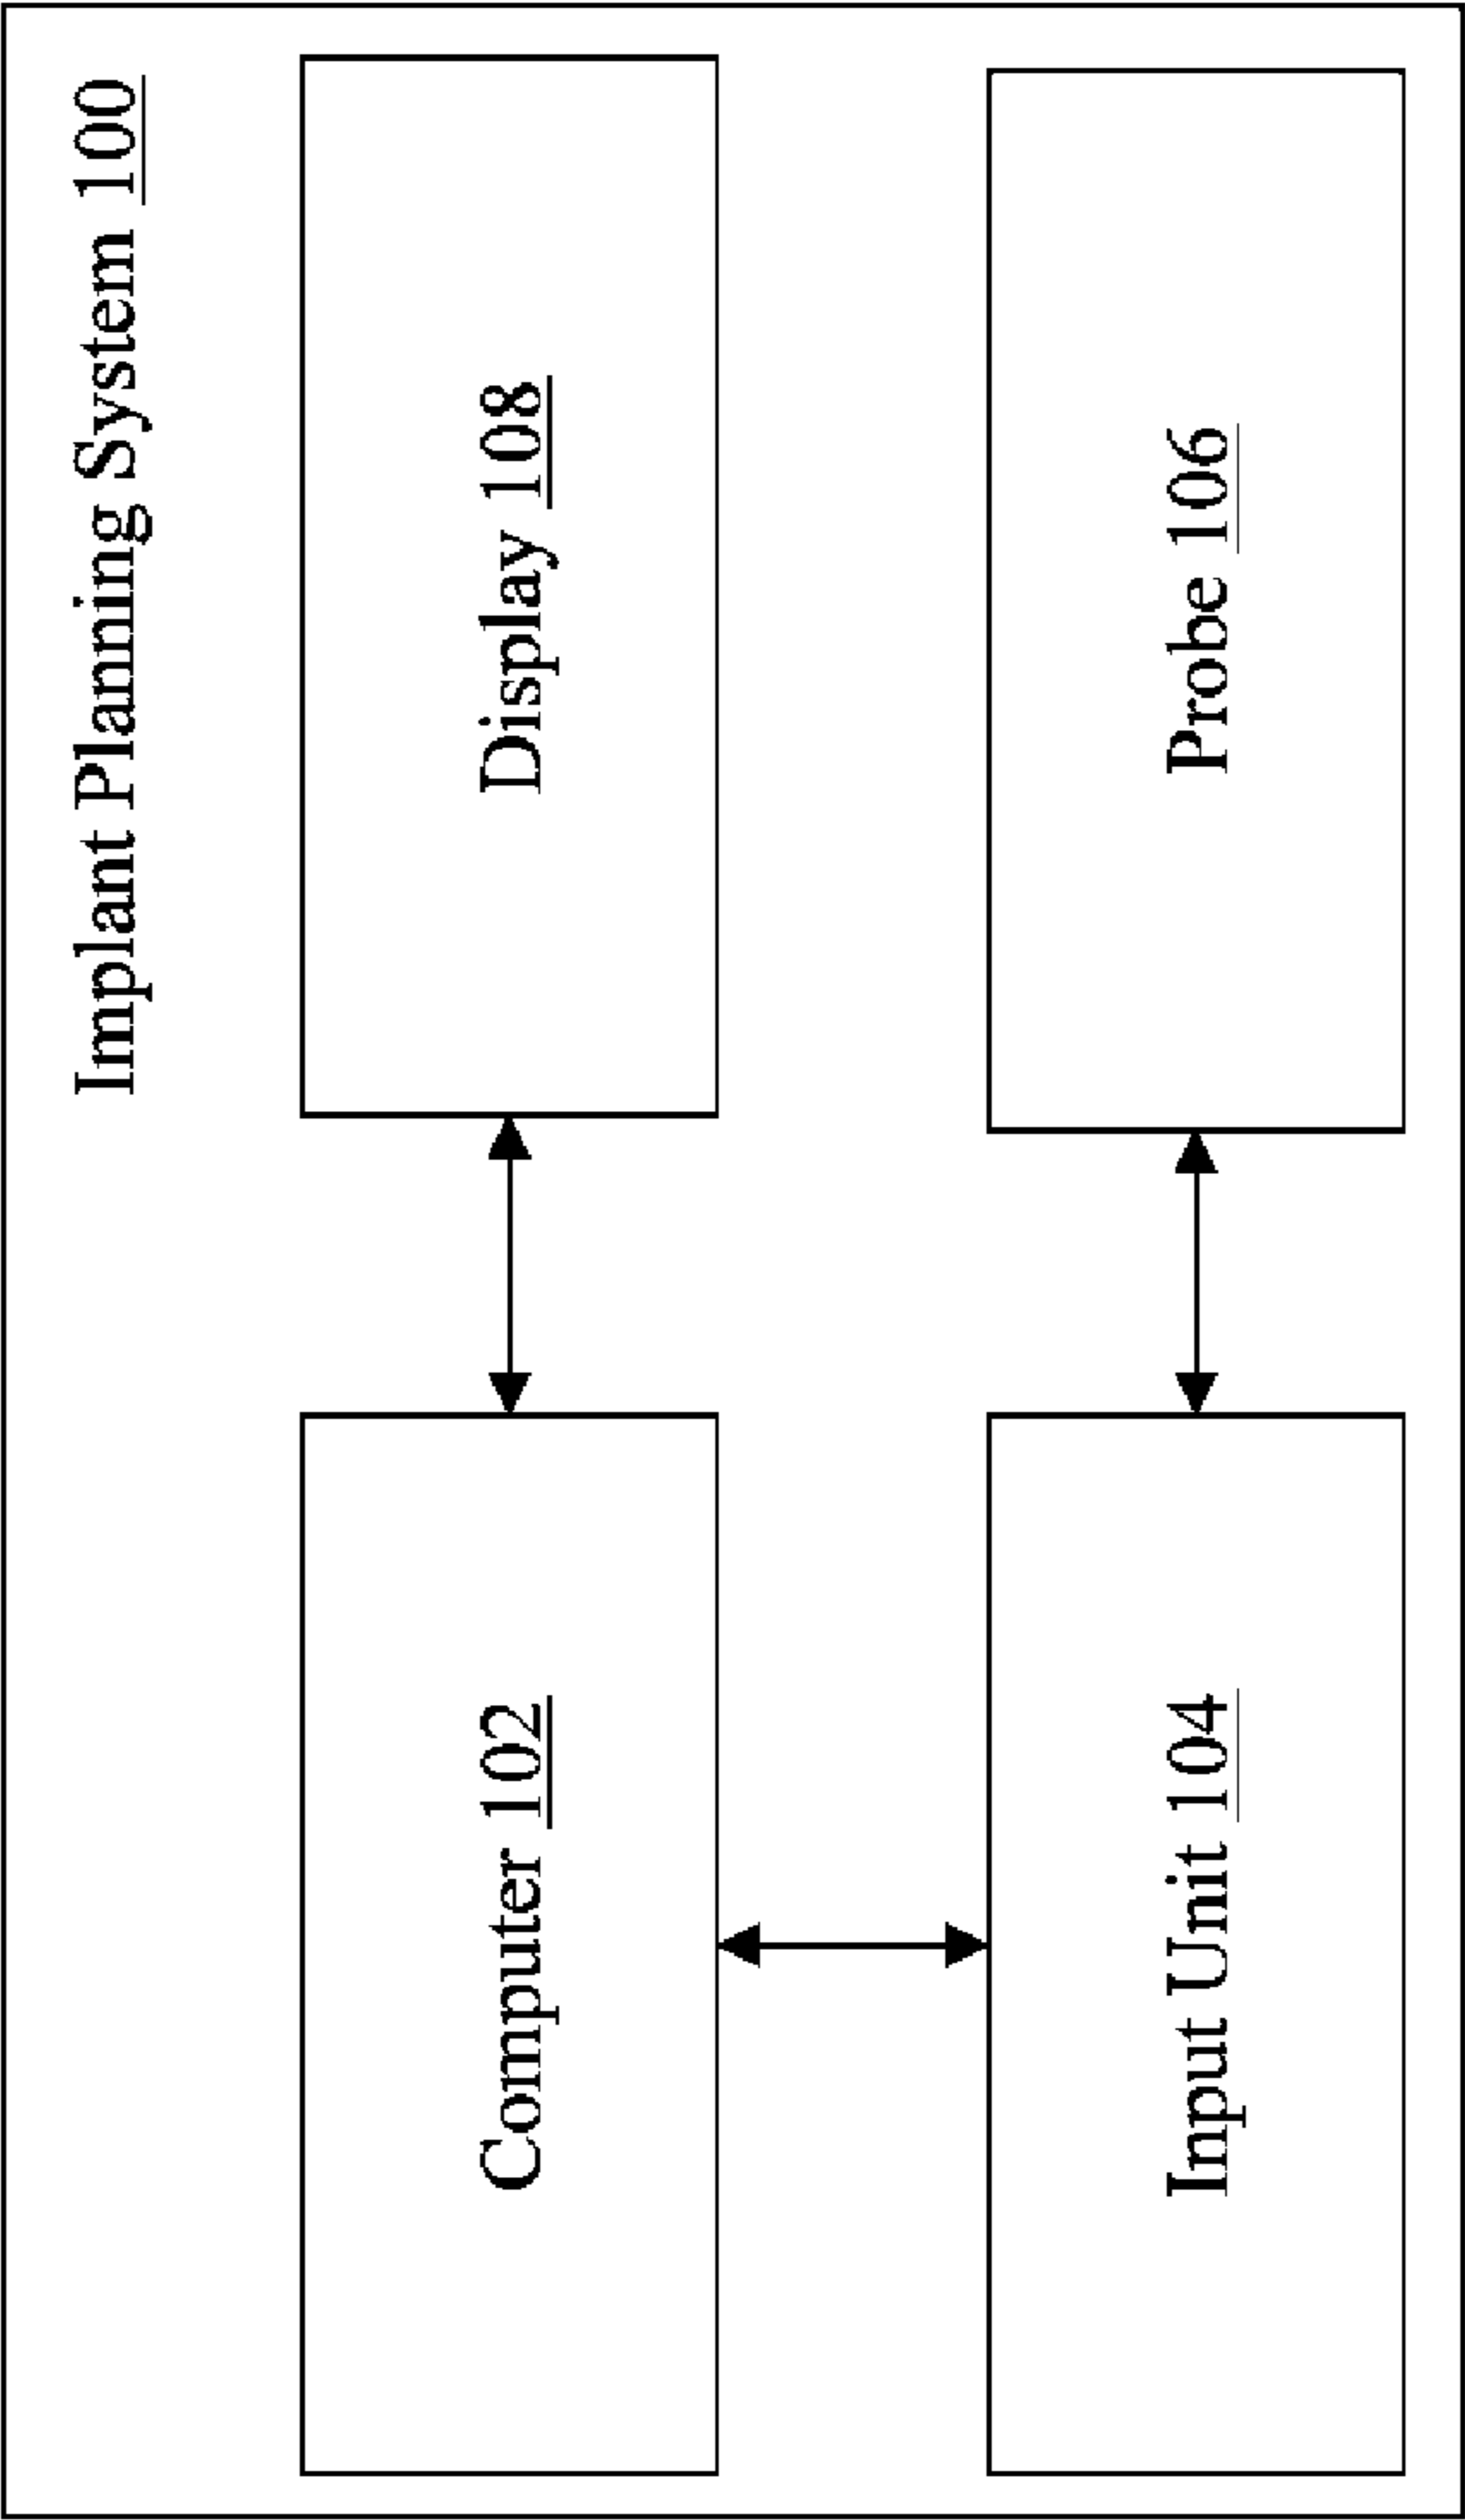 Implant Planning System 100
Computer 102
Display 108
Input Unit 104
Probe 106